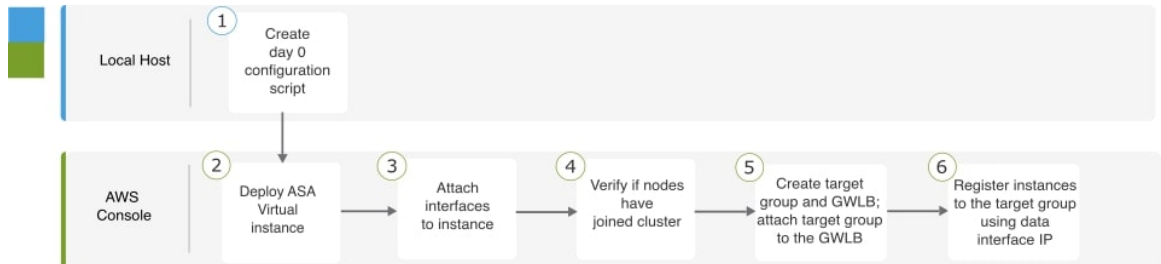 1
Create
day 0
configuration
script
Local Host
2
Deploy ASA
Virtual
instance
3
Attach
interfaces
to instance
4
Verify if nodes
have
joined cluster
5
Create target
group and GWLB;
attach target group
to the GWLB
6
Register instances
to the target group
using data
interface IP
AWS
Console